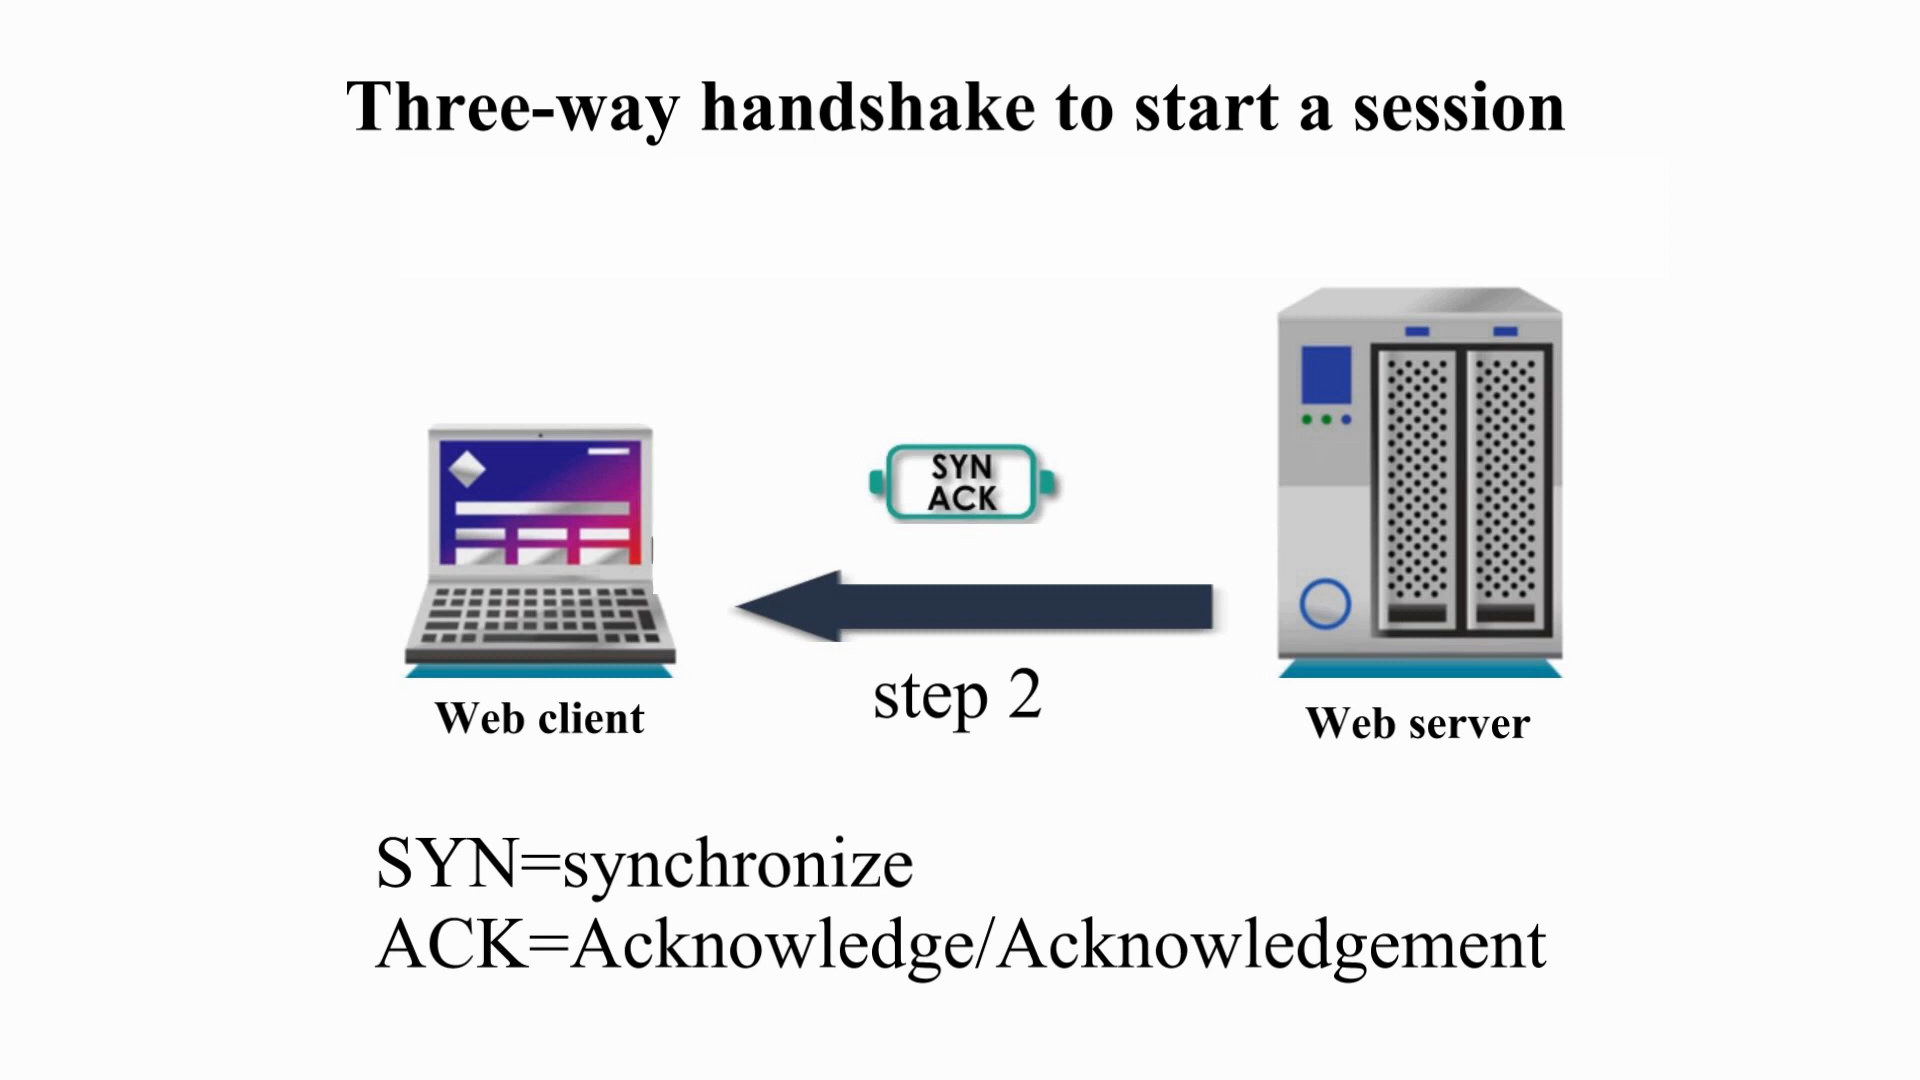 Three-way handshake to start a session
SYN
ACK
step 2
Web client
Web server
SYN=synchronize
ACK=Acknowledge/Acknowledgement